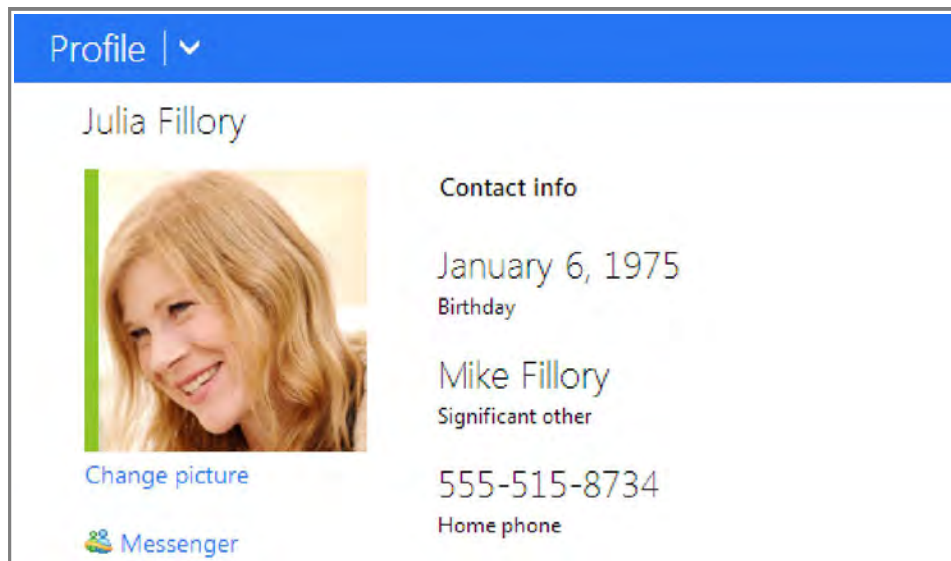 Profile
Julia Fillory
Contact info
January 6, 1975
Birthday
Mike Fillory
Significant other
Change picture
555-515-8734
Home phone
Messenger